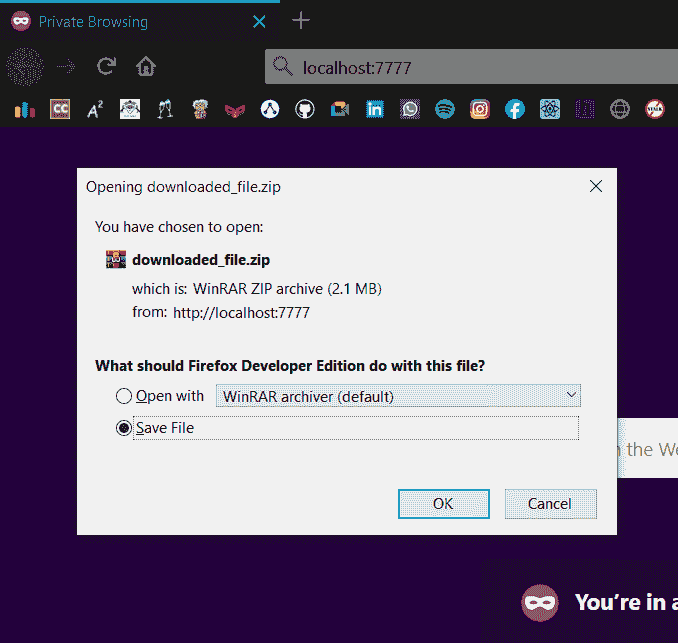 Private Browsing
localhost:7777
Opening downloaded_file.zip
You have chosen to open:
downloaded_file.zip
which is: WinRAR ZIP archive (2.1 MB)
from: http://localhost:7777
What should Firefox Developer Edition do with this file?
Open with WinRAR archiver (default)
Save File
the We
OK Cancel
You're in a